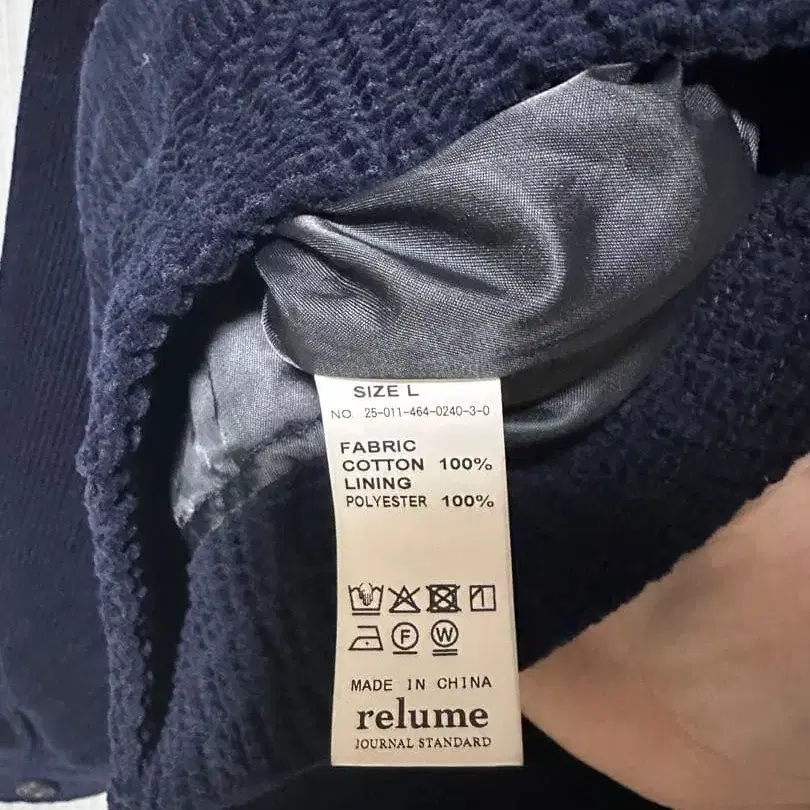 SIZE L
NO. 25-011-464-0240-3-0
FABRIC
COTTON 100%
LINING
POLYESTER 100%
F W
MADE IN CHINA
relume
JOURNAL STANDARD